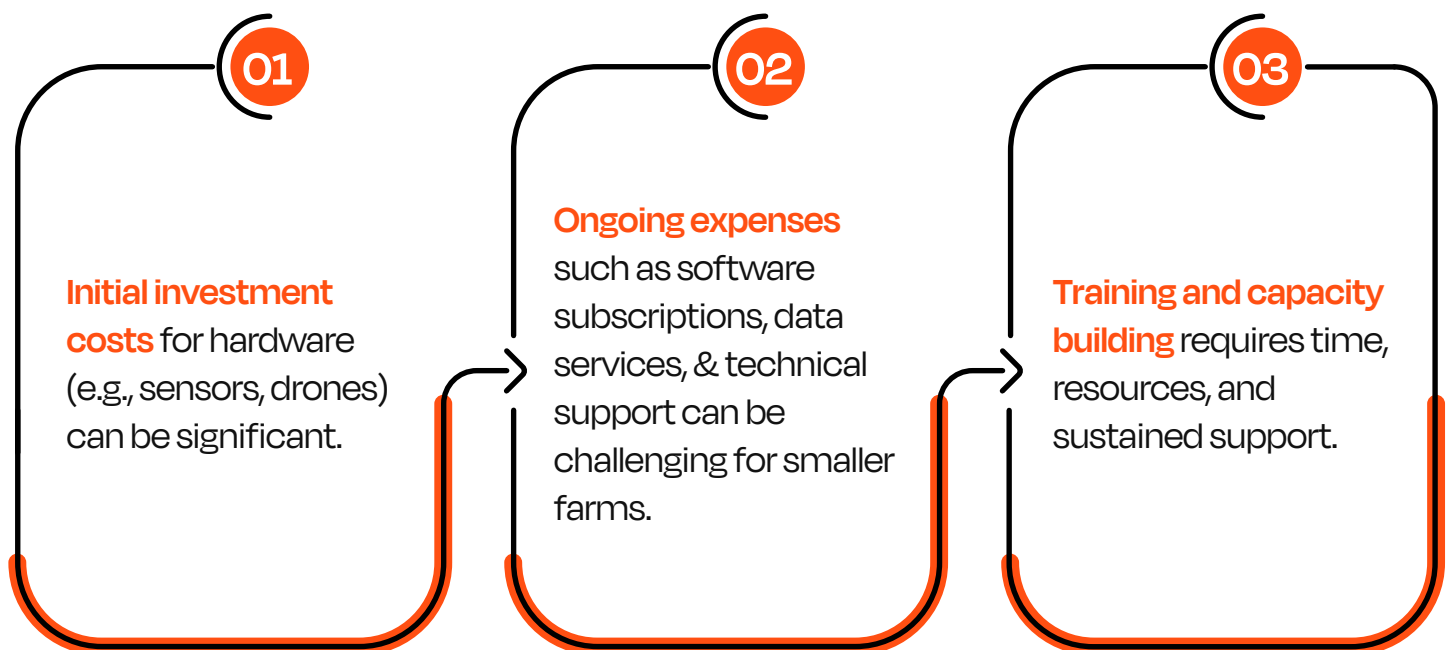 01
Initial investment
costs for hardware
(e.g., sensors, drones)
can be significant.
02
Ongoing expenses
such as software
subscriptions, data
services, & technical
support can be
challenging for smaller
farms.
03
Training and capacity
building requires time,
resources, and
sustained support.